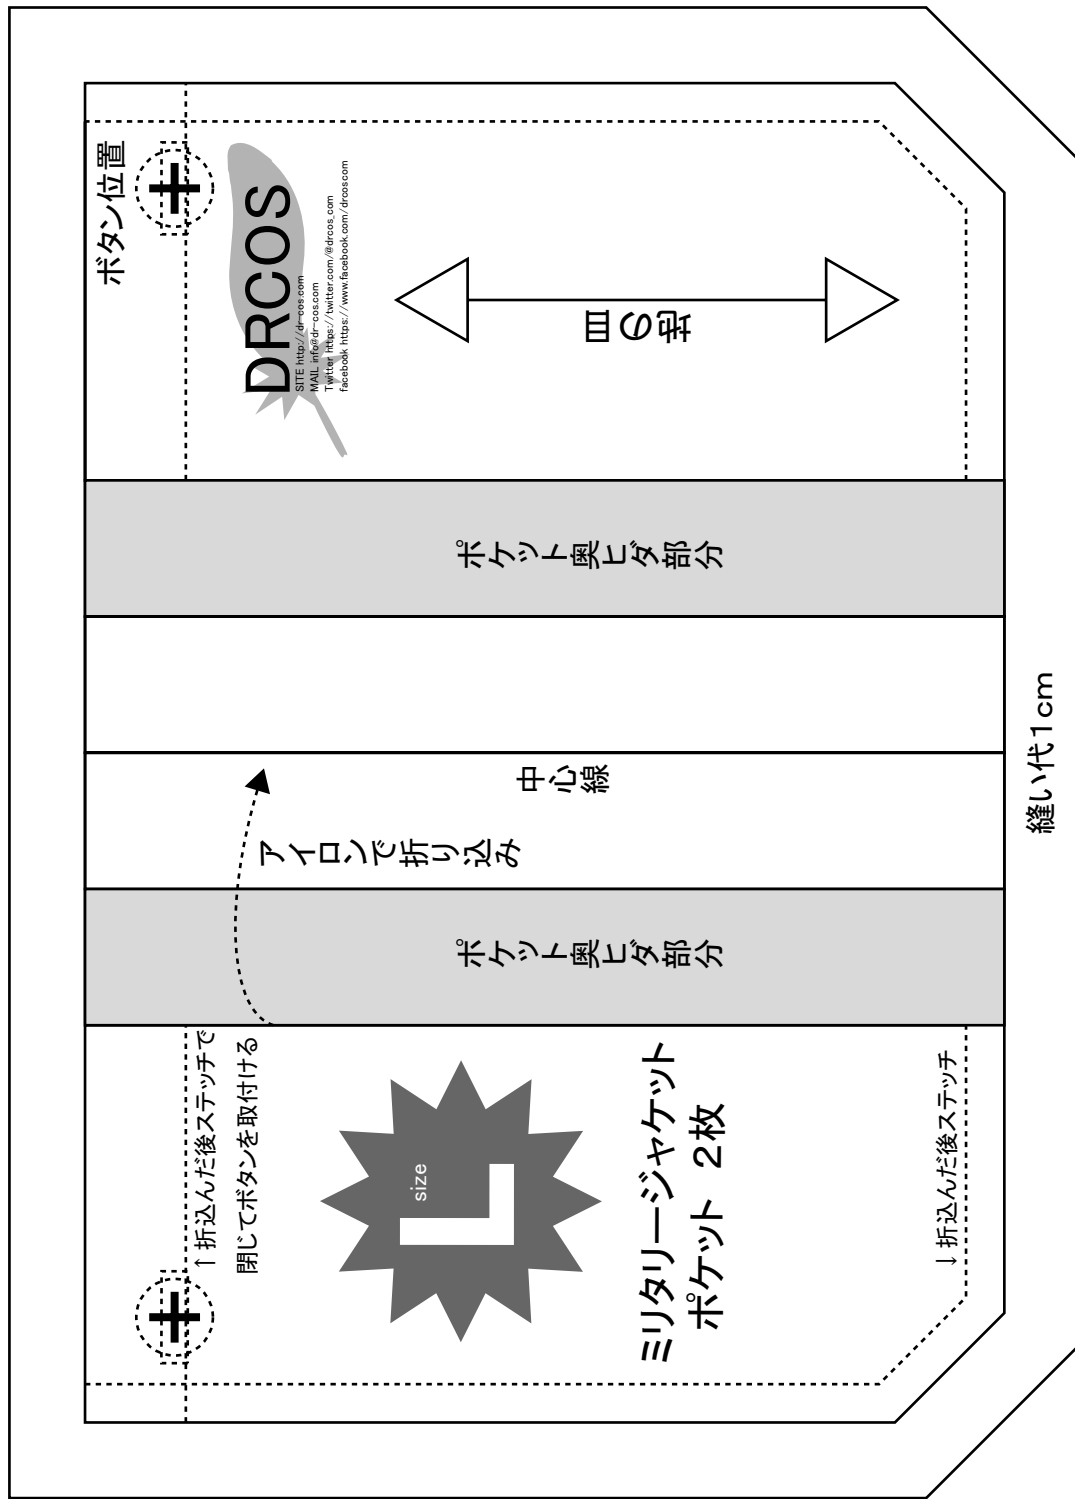 ボタン位置
DRCOS
SITE http://dr-cos.com
MAIL info@dr-cos.com
Twitter https://twitter.com/@drcos_com
facebook https://www.facebook.com/drcoscom
地の目
ポケット奥ヒダ部分
中心線
アイロンで折り込み
ポケット奥ヒダ部分
↑折込んだ後ステッチで
閉じてボタンを取付ける
size
L
ミリタリージャケット
ポケット 2枚
↓折込んだ後ステッチ
縫い代1cm